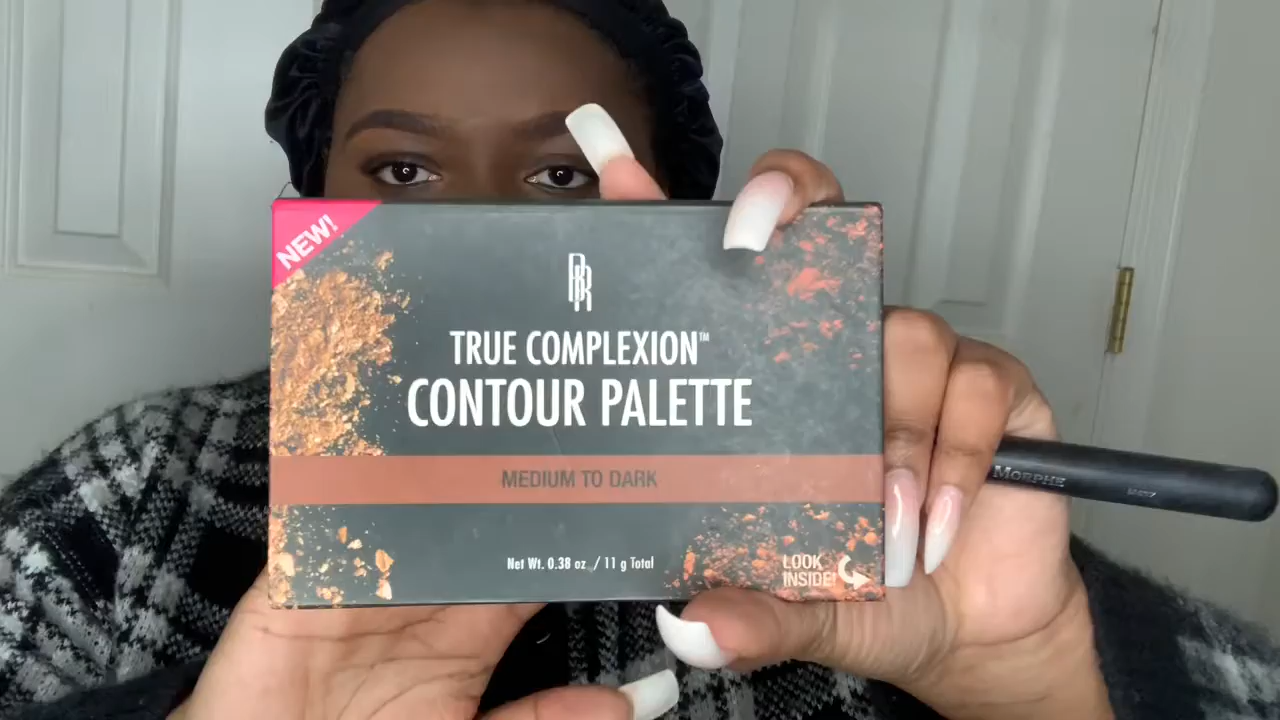 NEW!
BR
TRUE COMPLEXION™
CONTOUR PALETTE
MEDIUM TO DARK
Net Wt. 0.38 oz / 11 g Total
LOOK
INSIDE!
MORPHE